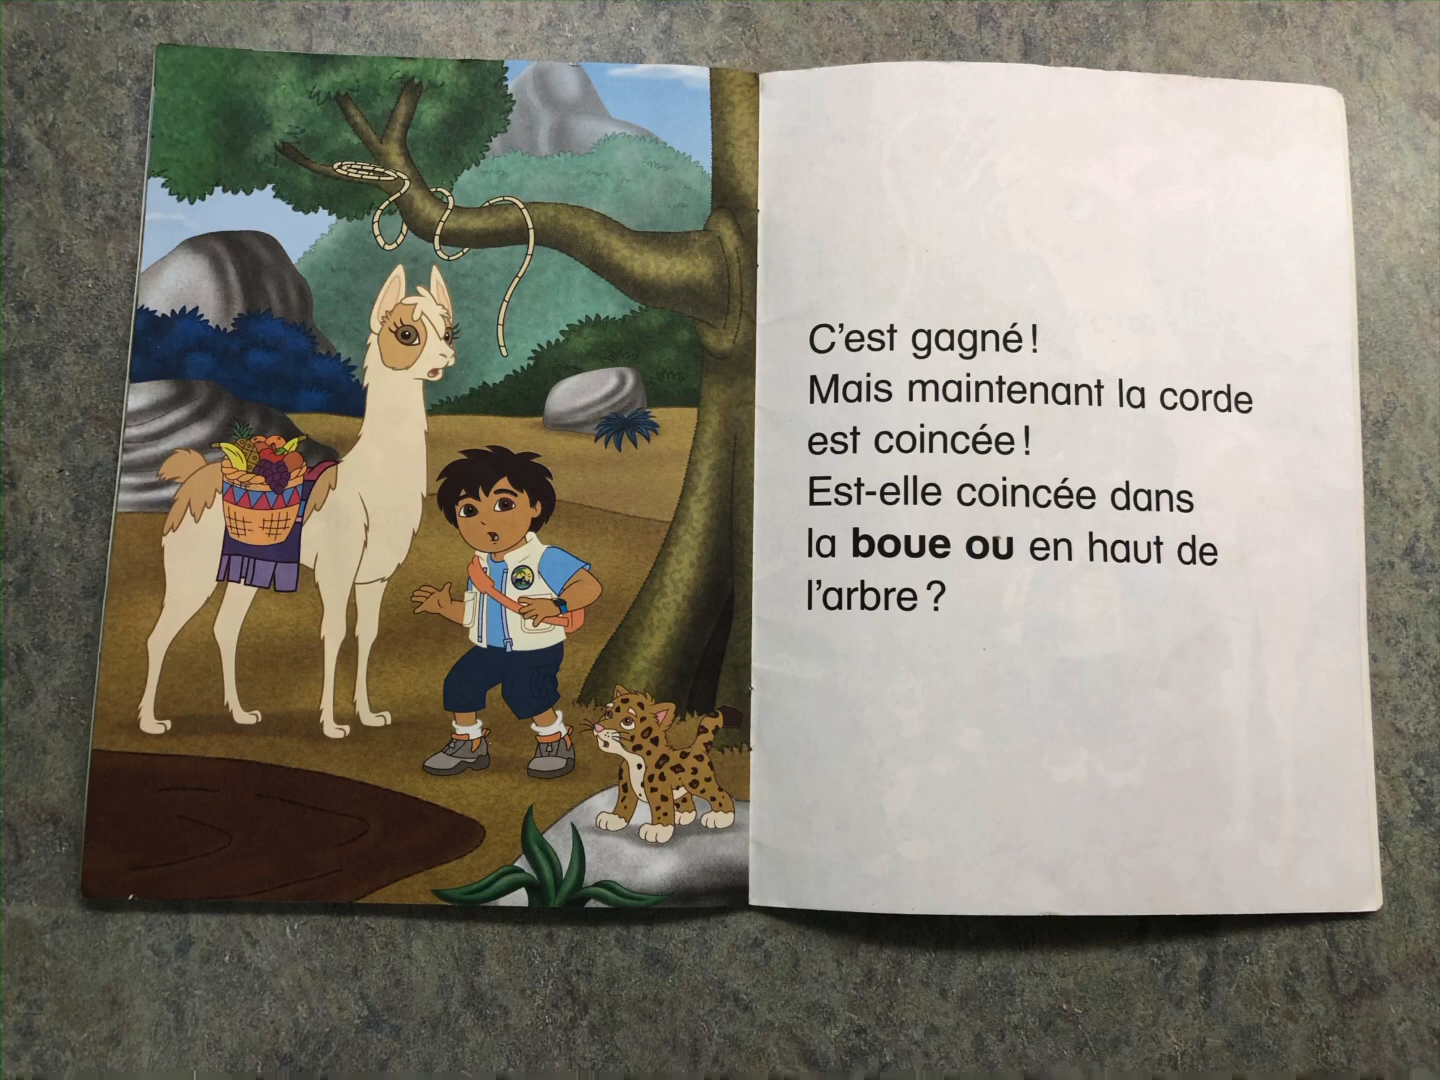 C'est gagné !
Mais maintenant la corde
est coincée !
Est-elle coincée dans
la boue ou en haut de
l'arbre ?